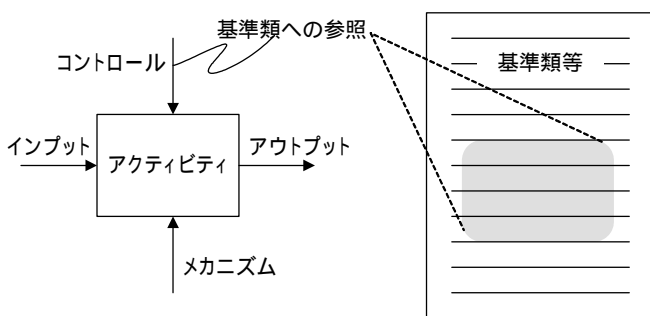 基準類への参照
コントロール
基準類等
インプット
アクティビティ
アウトプット
メカニズム